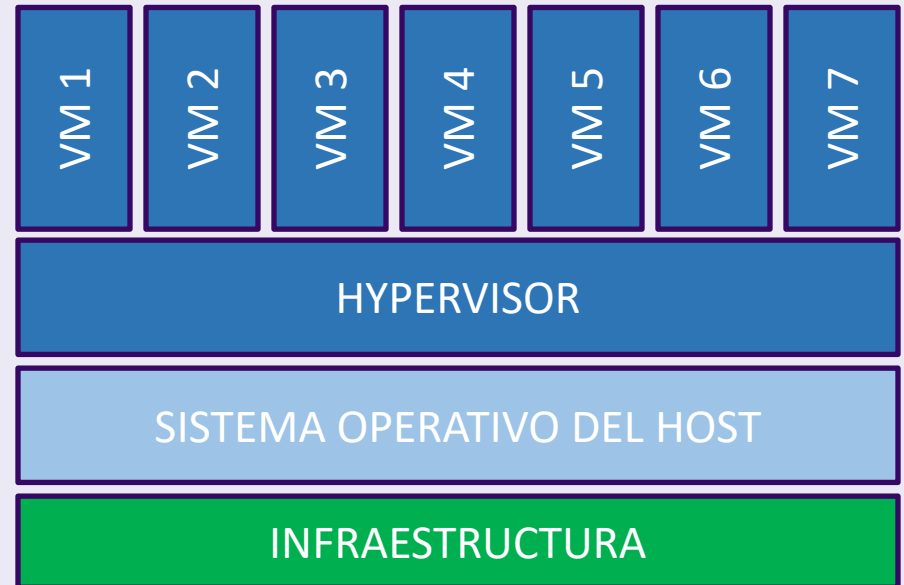 VM 1
VM 2
VM 3
VM 4
VM 5
VM 6
VM 7
HYPERVISOR
SISTEMA OPERATIVO DEL HOST
INFRAESTRUCTURA